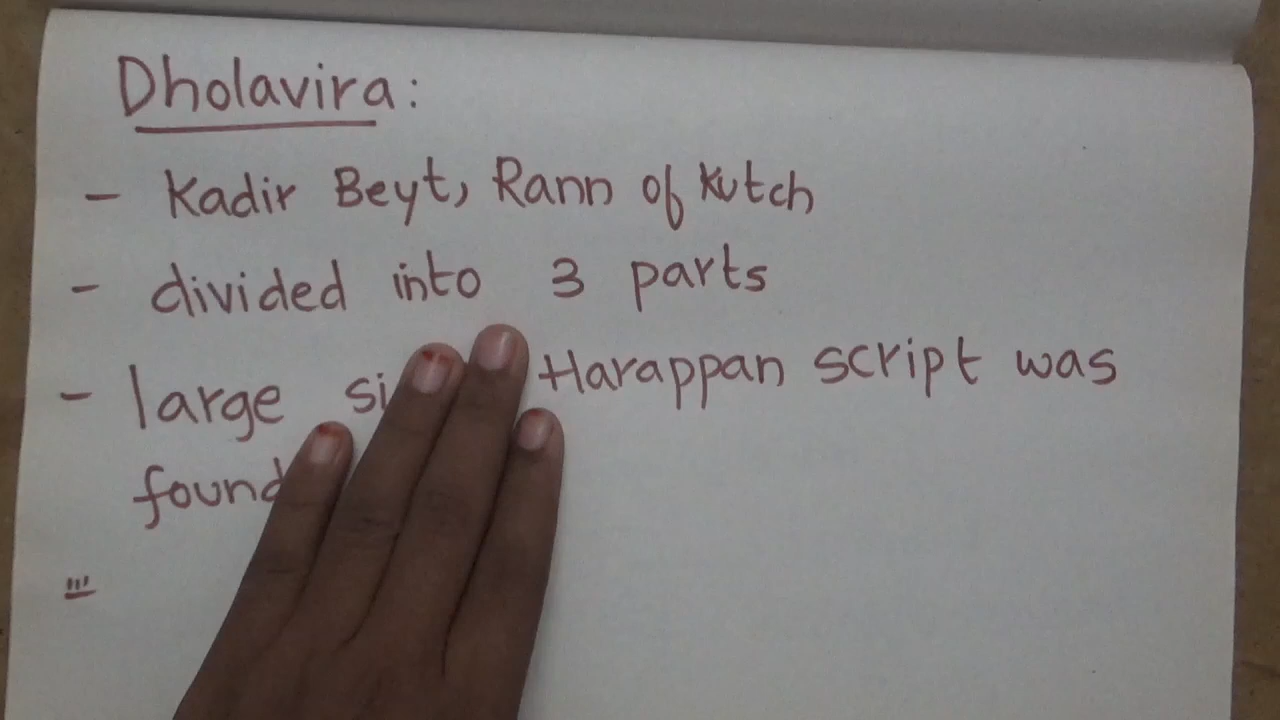 Dholavira:
- Kadir Beyt, Rann of Kutch
- divided into 3 parts
- large Harappan script was
found